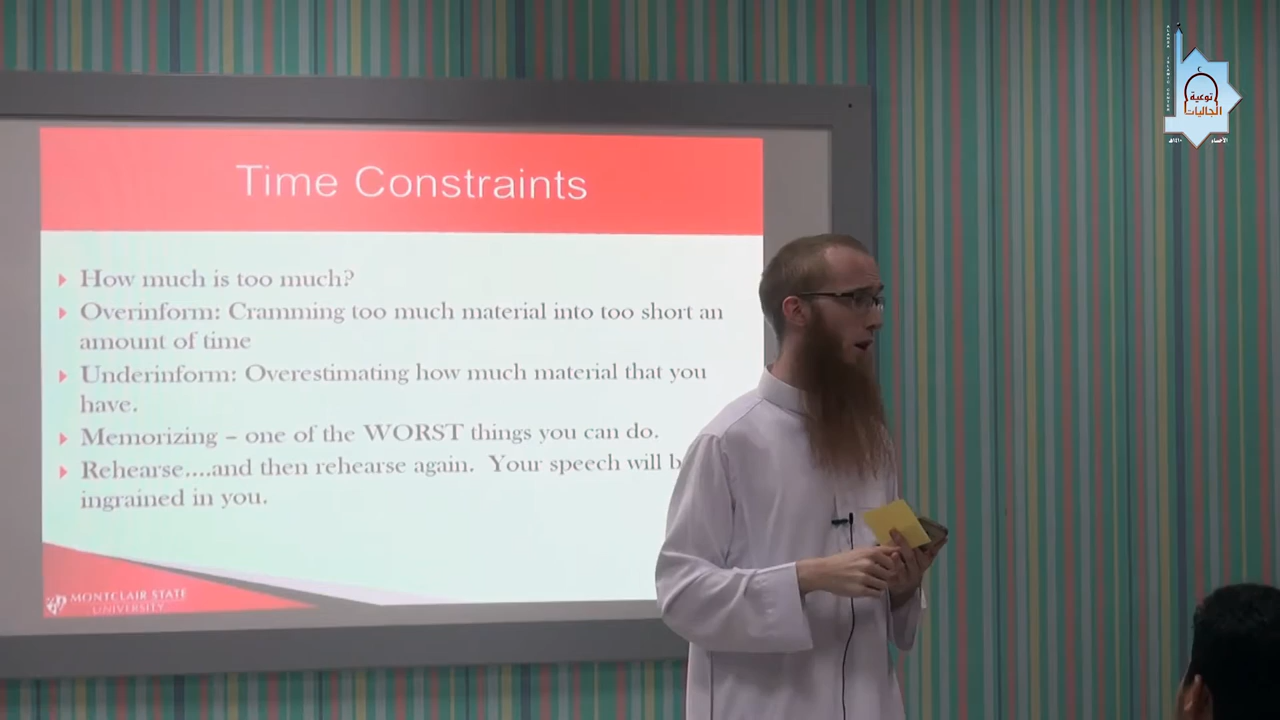 Time Constraints
How much is too much?
Overinform: Cramming too much material into too short an
amount of time
Underinform: Overestimating how much material that you
have.
Memorizing – one of the WORST things you can do.
Rehearse....and then rehearse again. Your speech will b
ingrained in you.
MONTCLAIR STATE
UNIVERSITY
توعية
الجاليات